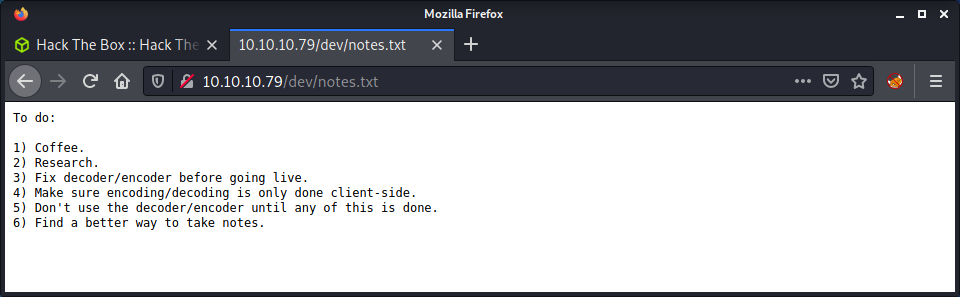 Mozilla Firefox
Hack The Box :: Hack The
10.10.10.79/dev/notes.txt
10.10.10.79/dev/notes.txt
To do:
1) Coffee.
2) Research.
3) Fix decoder/encoder before going live.
4) Make sure encoding/decoding is only done client-side.
5) Don't use the decoder/encoder until any of this is done.
6) Find a better way to take notes.